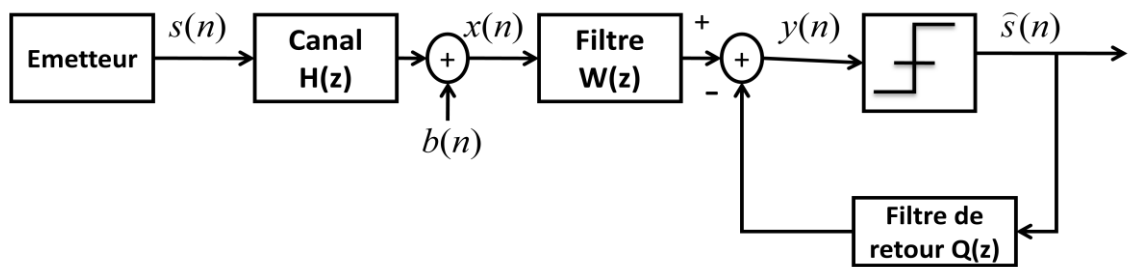 Emetteur
s(n)
Canal
H(z)
+
x(n)
b(n)
Filtre
W(z)
+
−
+
y(n)
ŝ(n)
Filtre de
retour Q(z)